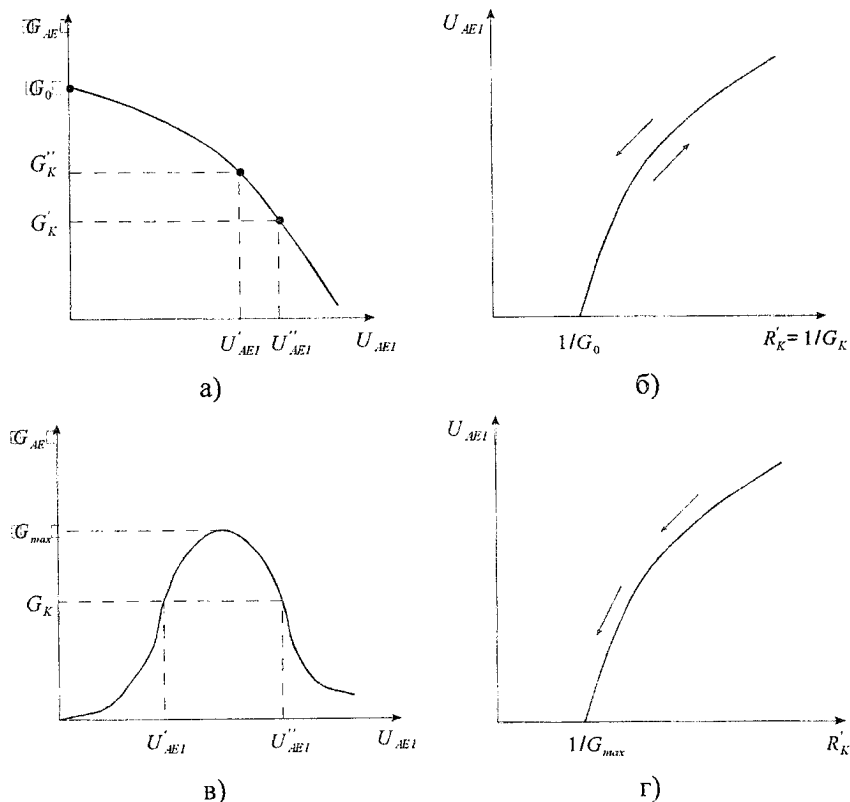 G_AE
G_0
G''_K
G'_K
U'_AE1
U''_AE1
U_AE1
а)
U_AE1
1/G_0
R'_K = 1/G_K
б)
G_AE
G_max
G_K
U'_AE1
U''_AE1
U_AE1
в)
U_AE1
1/G_max
R'_K
г)